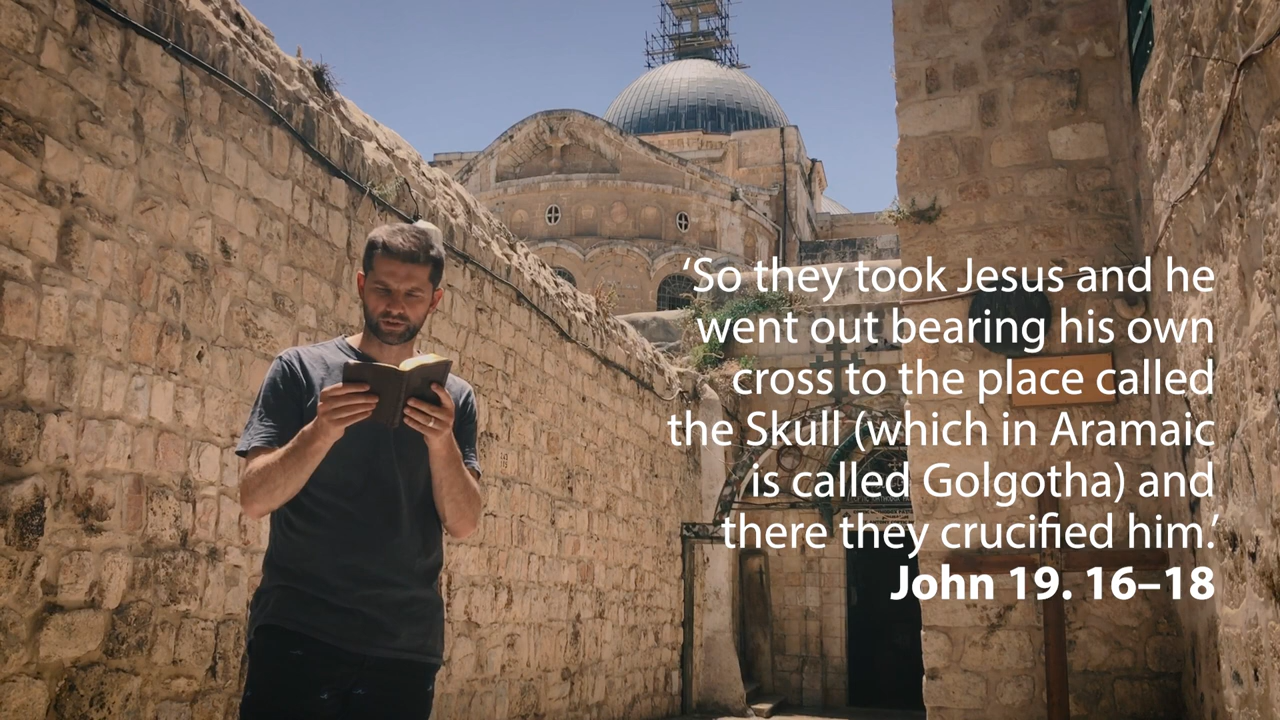 ‘So they took Jesus and he
went out bearing his own
cross to the place called
the Skull (which in Aramaic
is called Golgotha) and
there they crucified him.’
John 19. 16–18